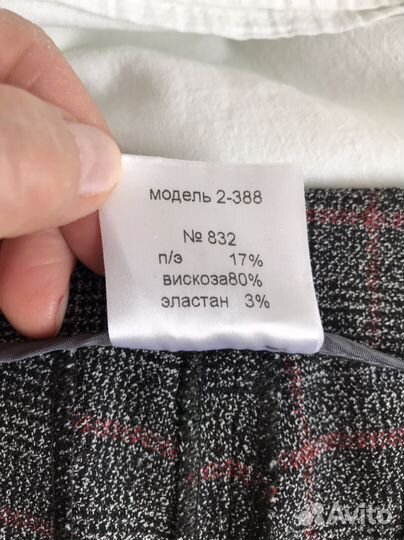 модель 2-388
№ 832
п/э 17%
вискоза80%
эластан 3%
Avito